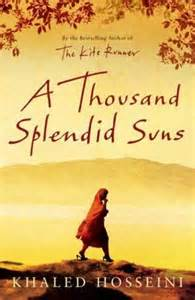 By the Bestselling Author of
The Kite Runner
A Thousand
Splendid Suns
KHALED HOSSEINI